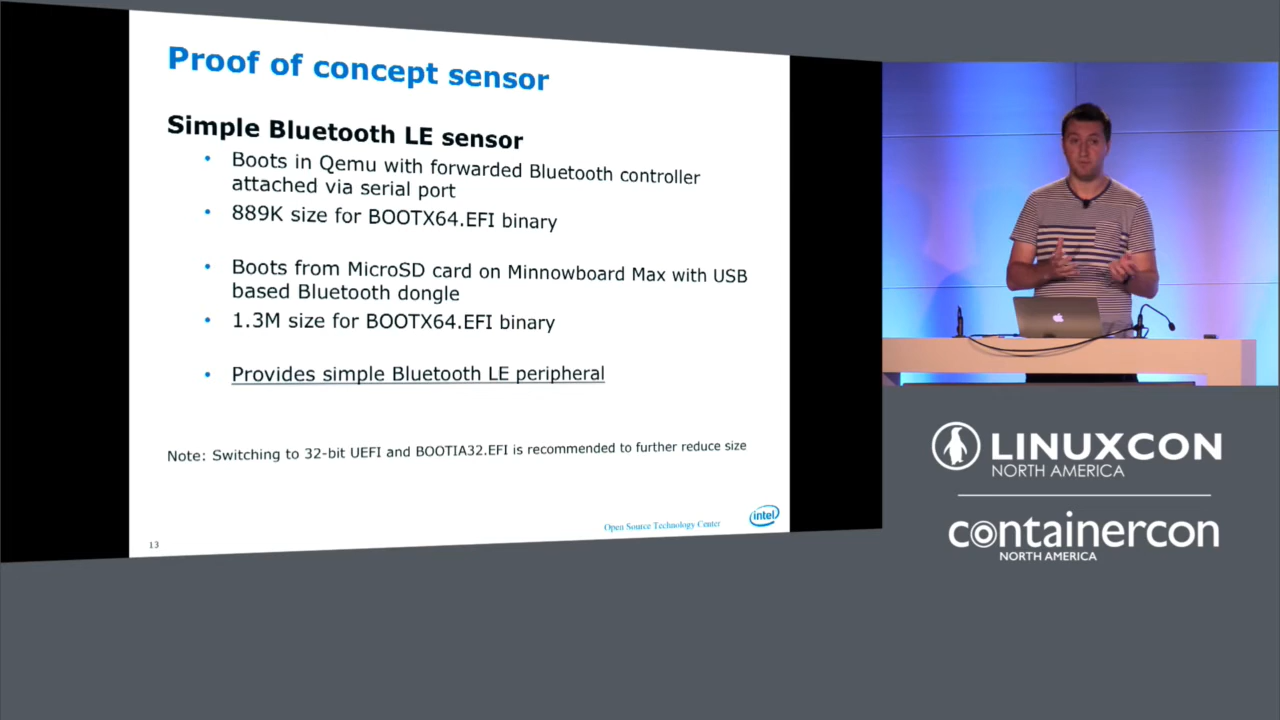 Proof of concept sensor
Simple Bluetooth LE sensor
• Boots in Qemu with forwarded Bluetooth controller
attached via serial port
• 889K size for BOOTX64.EFI binary
• Boots from MicroSD card on Minnowboard Max with USB
based Bluetooth dongle
• 1.3M size for BOOTX64.EFI binary
• Provides simple Bluetooth LE peripheral
Note: Switching to 32-bit UEFI and BOOTIA32.EFI is recommended to further reduce size
Open Source Technology Center
intel
13
LINUXCON
NORTH AMERICA
containercon
NORTH AMERICA